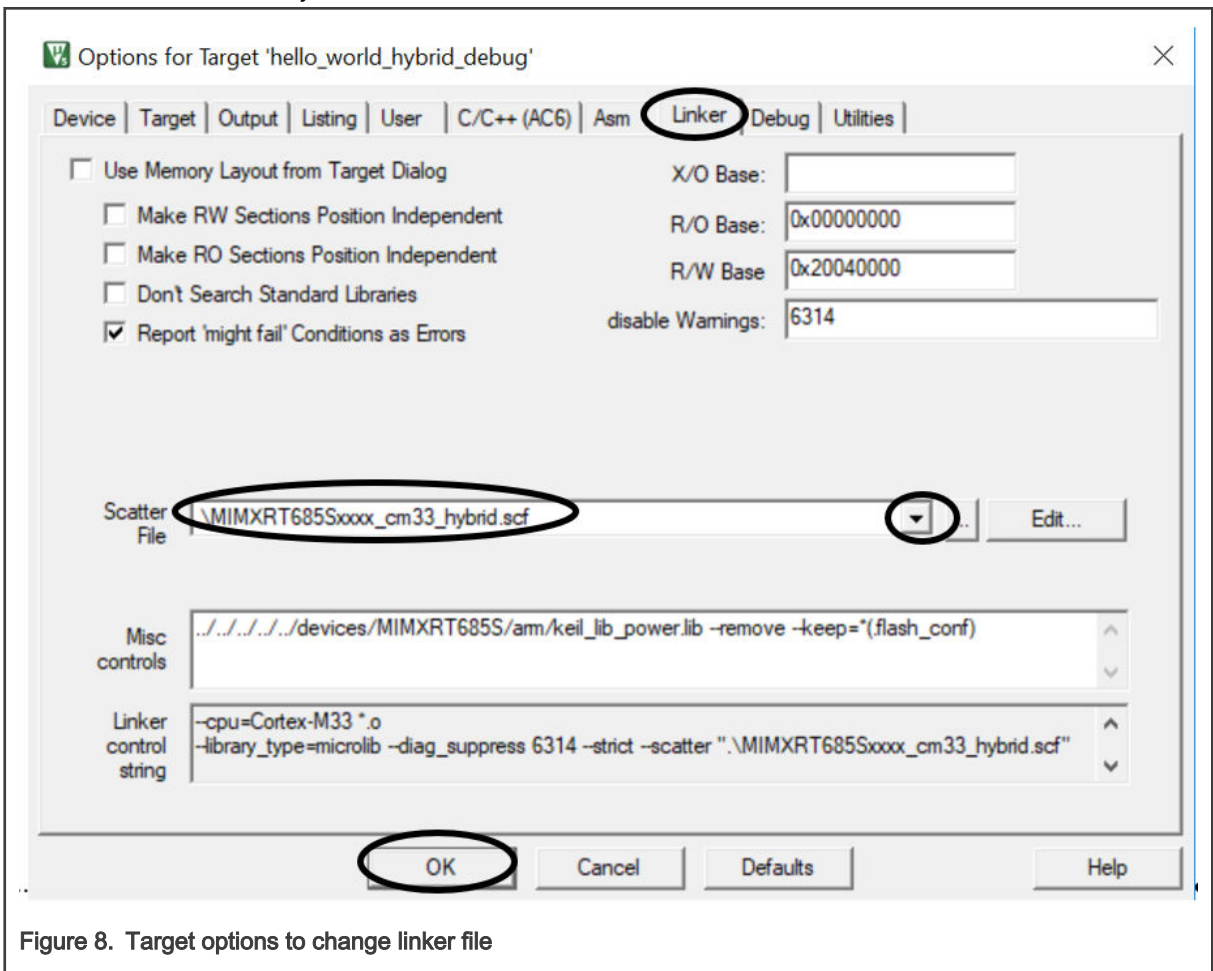 Options for Target 'hello_world_hybrid_debug'
Device Target Output Listing User C/C++ (AC6) Asm Linker Debug Utilities
Use Memory Layout from Target Dialog
X/O Base:
Make RW Sections Position Independent
R/O Base: 0x00000000
Make RO Sections Position Independent
R/W Base 0x20040000
Don't Search Standard Libraries
disable Warnings: 6314
Report 'might fail' Conditions as Errors
Scatter
File
.\MIMXRT685Sxxxx_cm33_hybrid.scf
Edit...
Misc
controls
../../../../../devices/MIMXRT685S/arm/keil_lib_power.lib --remove --keep=*(.flash_conf)
Linker
control
string
--cpu=Cortex-M33 *.o
--library_type=microlib --diag_suppress 6314 --strict --scatter ".\MIMXRT685Sxxxx_cm33_hybrid.scf"
OK Cancel Defaults Help
Figure 8. Target options to change linker file